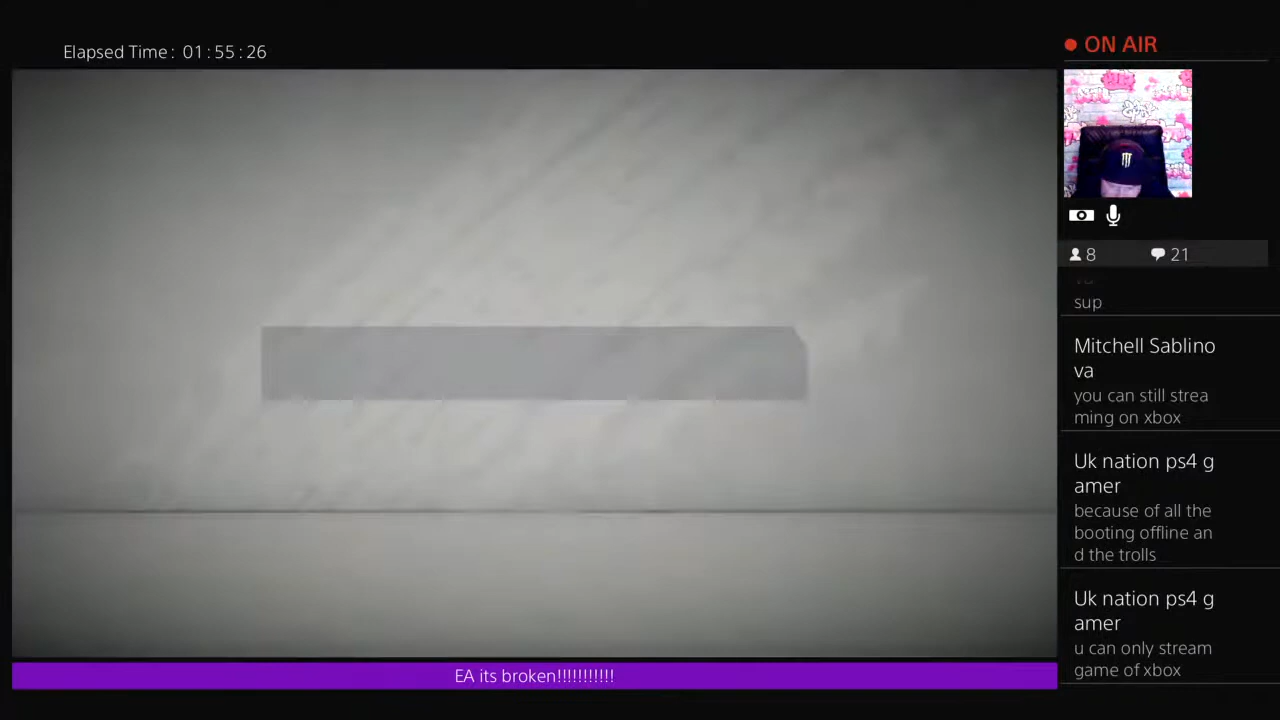 Elapsed Time: 01:55:26
ON AIR
8 21
sup
Mitchell Sablino
va
you can still strea
ming on xbox
Uk nation ps4 g
amer
because of all the
booting offline an
d the trolls
Uk nation ps4 g
amer
u can only stream
game of xbox
EA its broken!!!!!!!!!!!